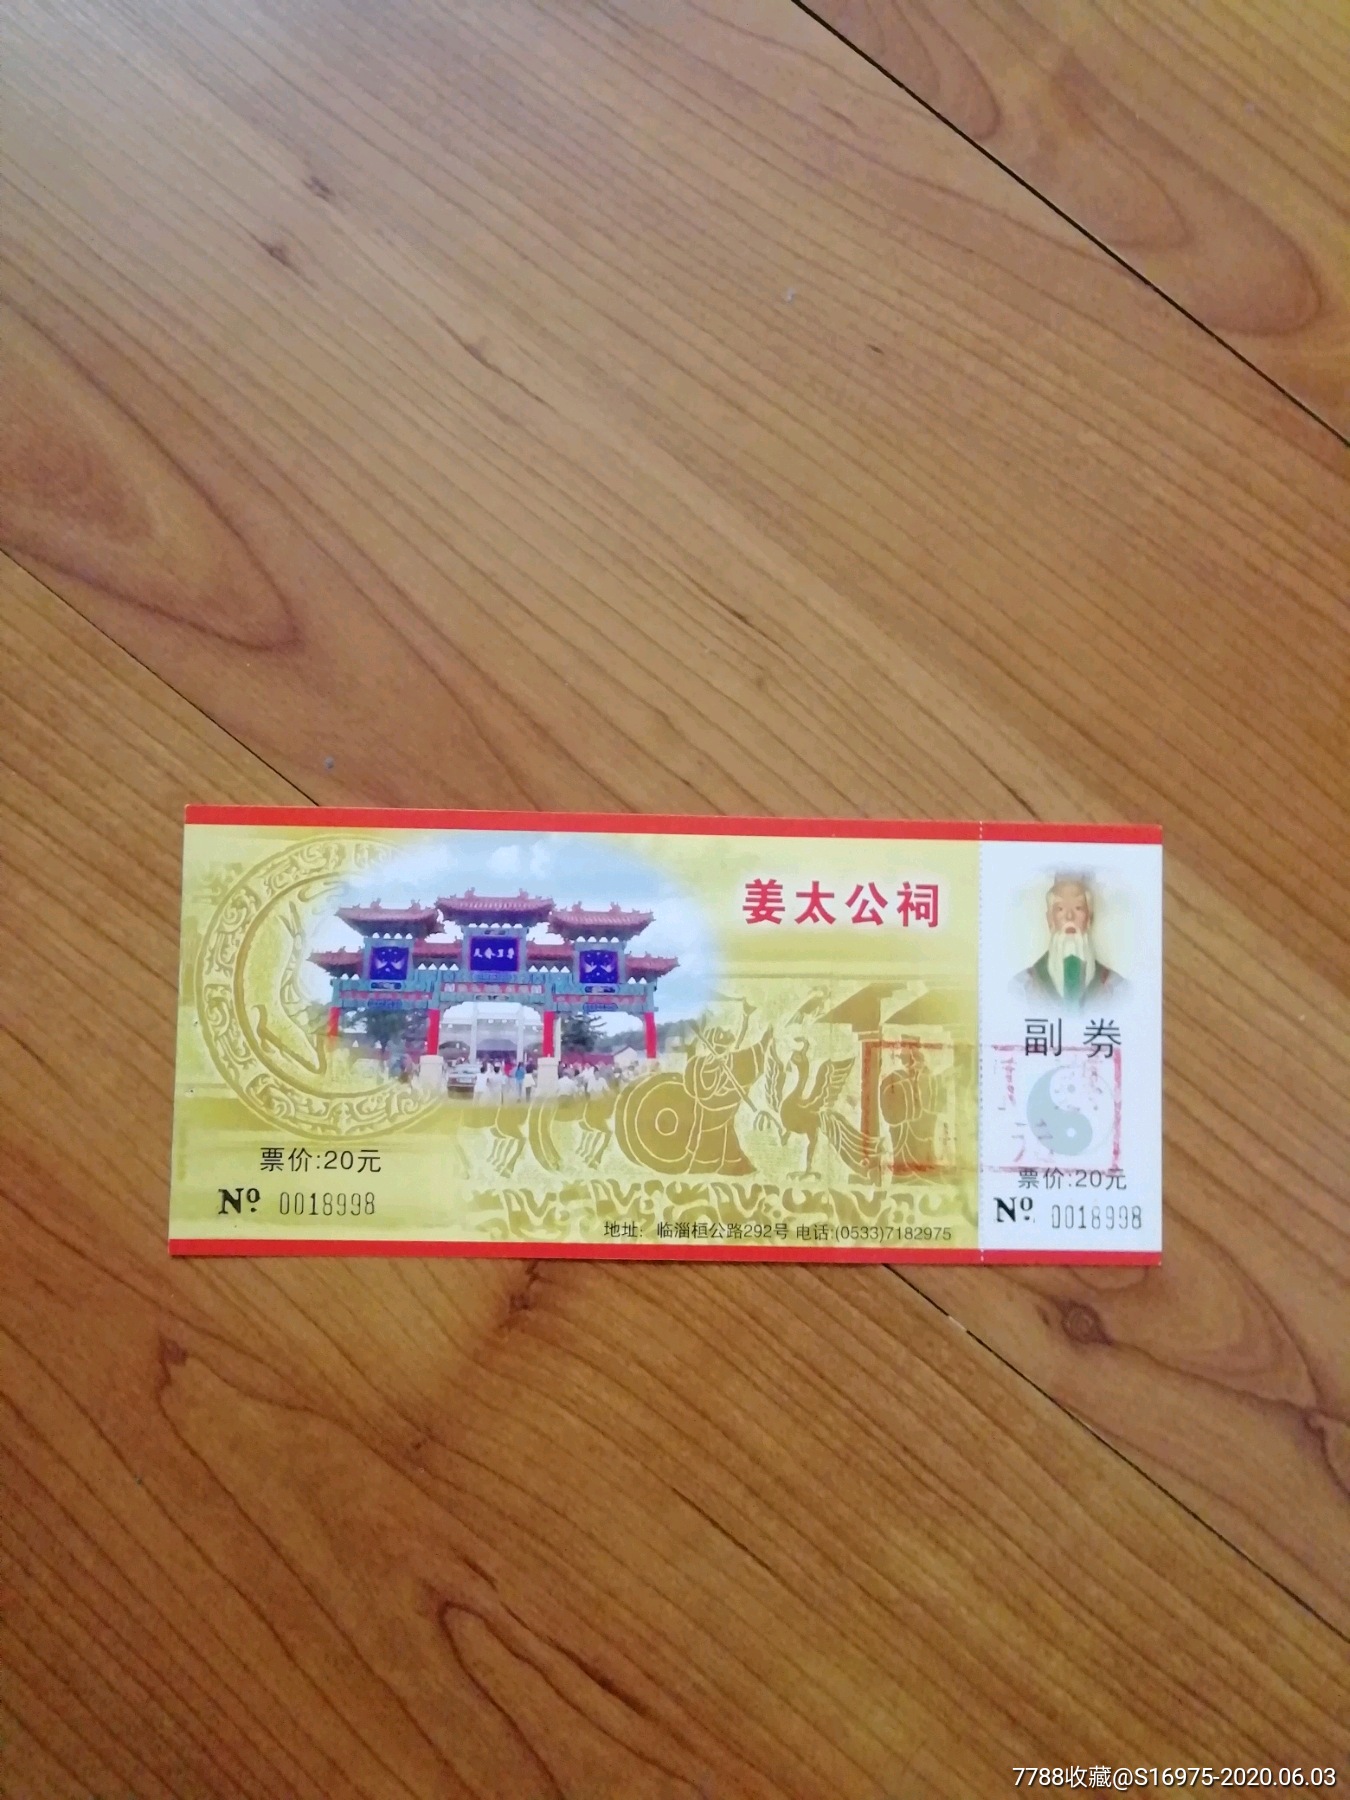 姜太公祠
票价:20元
№ 0018998
地址: 临淄桓公路292号 电话:(0533)7182975
副券
元
票价:20元
№ 0018998
7788收藏@S16975-2020.06.03